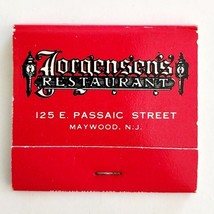 Jorgensen's
RESTAURANT
125 E. PASSAIC STREET
MAYWOOD, N.J.